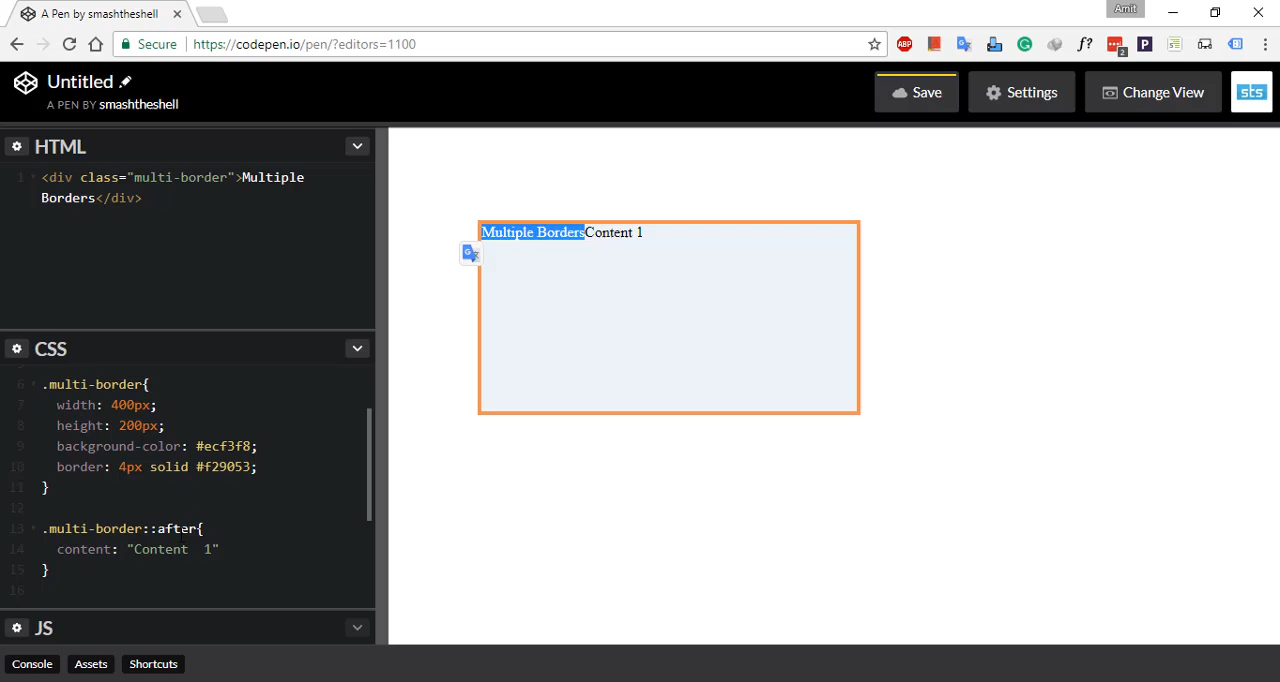 A Pen by smashtheshell
Amit
Secure
https://codepen.io/pen/?editors=1100
ABP
f?
2
P
Untitled
A PEN BY smashtheshell
Save
Settings
Change View
sts
HTML
1 <div class="multi-border">Multiple
Borders</div>
Multiple BordersContent 1
G
CSS
6 .multi-border{
7 width: 400px;
8 height: 200px;
9 background-color: #ecf3f8;
10 border: 4px solid #f29053;
11 }
12
13 .multi-border::after{
14 content: "Content  1"
15 }
16
JS
Console
Assets
Shortcuts